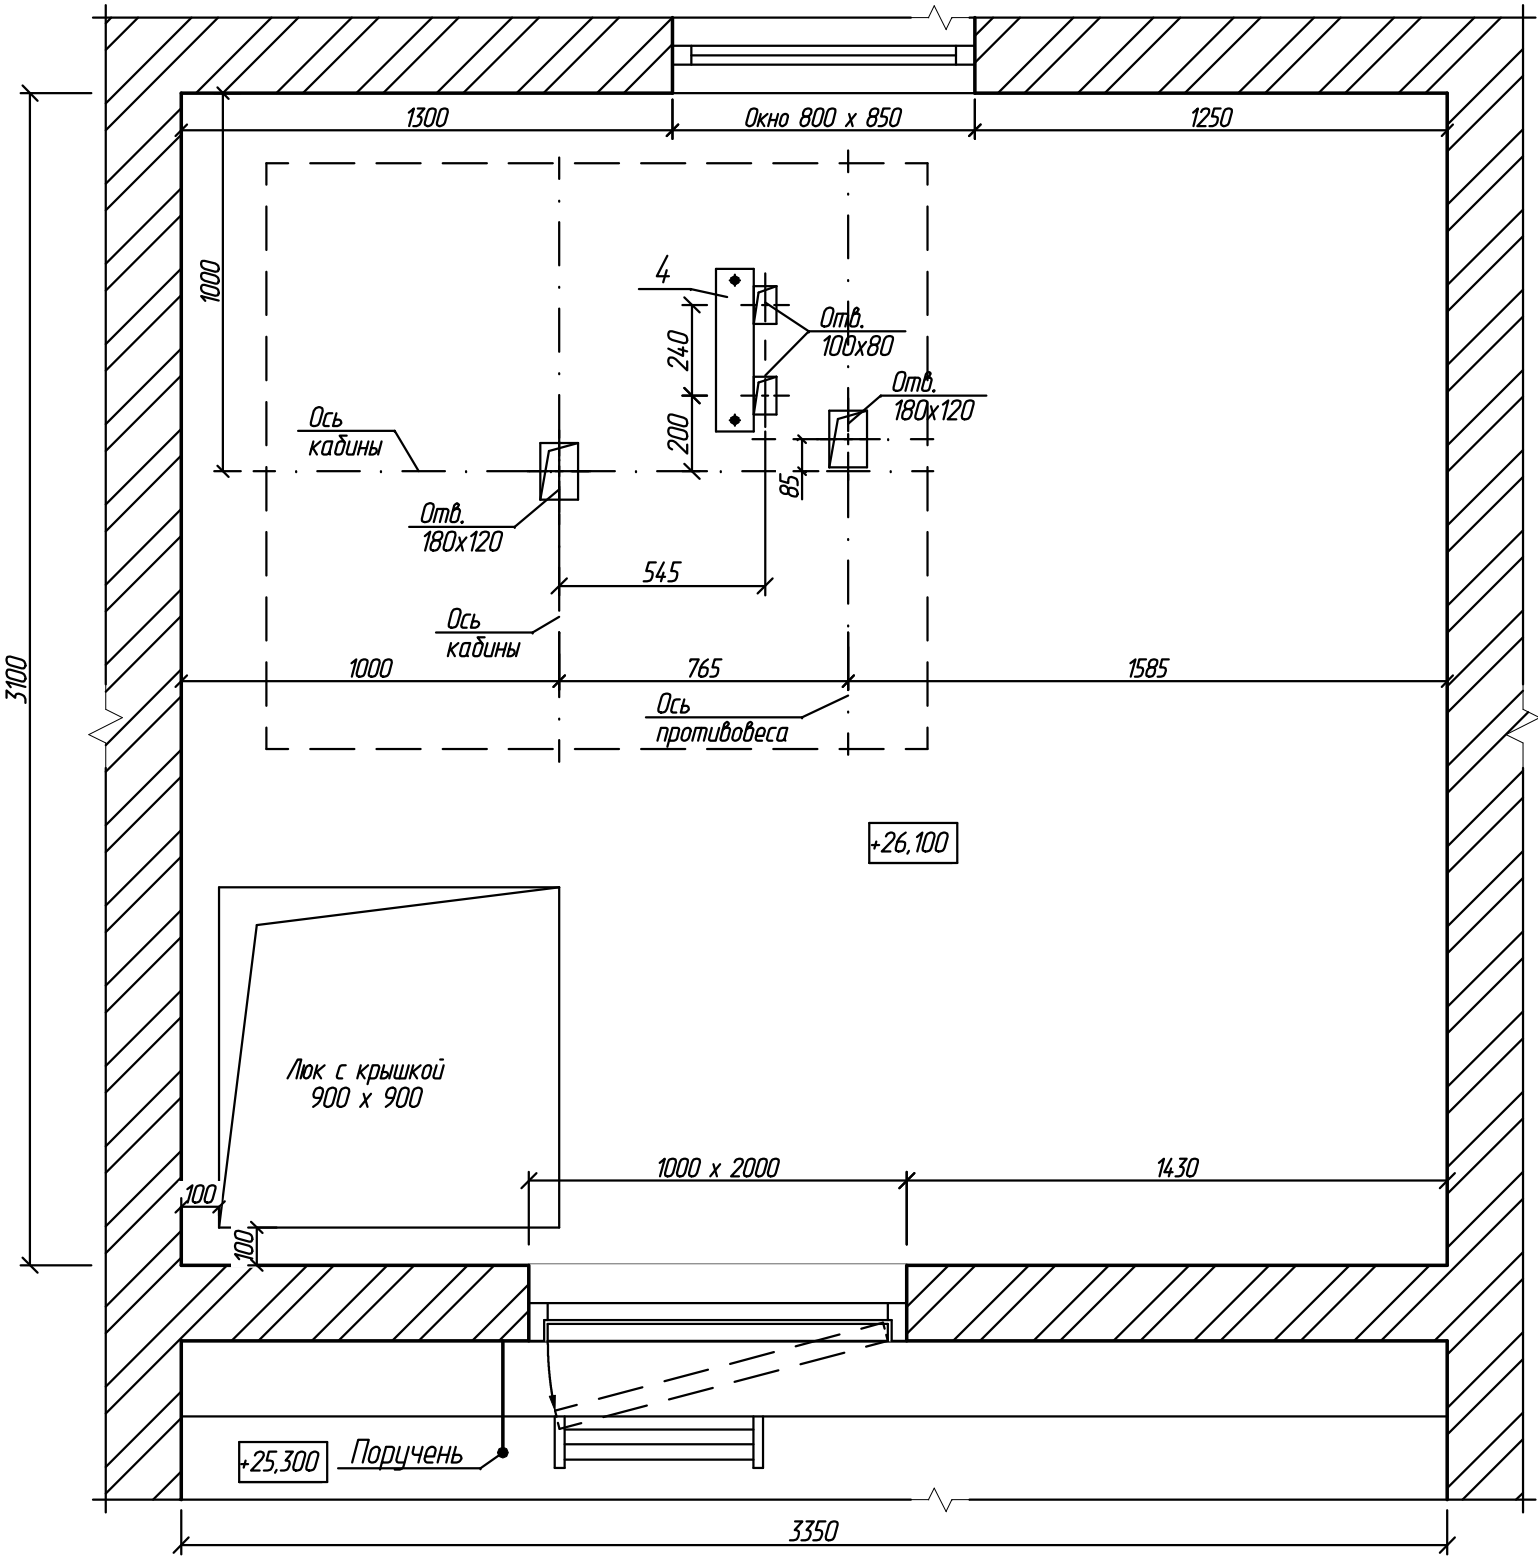 1300
Окно 800 х 850
1250
1000
4
Отв.
100х80
240
Отв.
180х120
Ось
кабины
200
85
Отв.
180х120
545
Ось
кабины
3100
1000
765
1585
Ось
противовеса
+26,100
Люк с крышкой
900 х 900
1000 х 2000
1430
100
100
+25,300
Поручень
3350